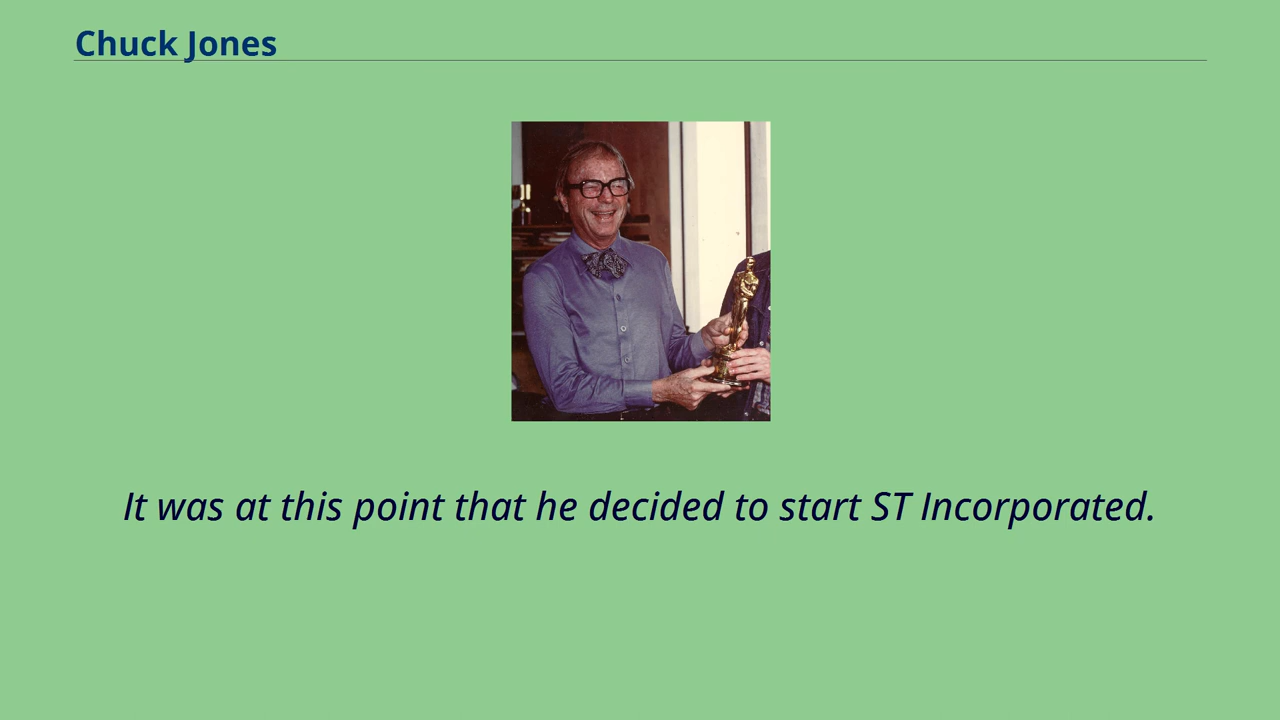 Chuck Jones
It was at this point that he decided to start ST Incorporated.